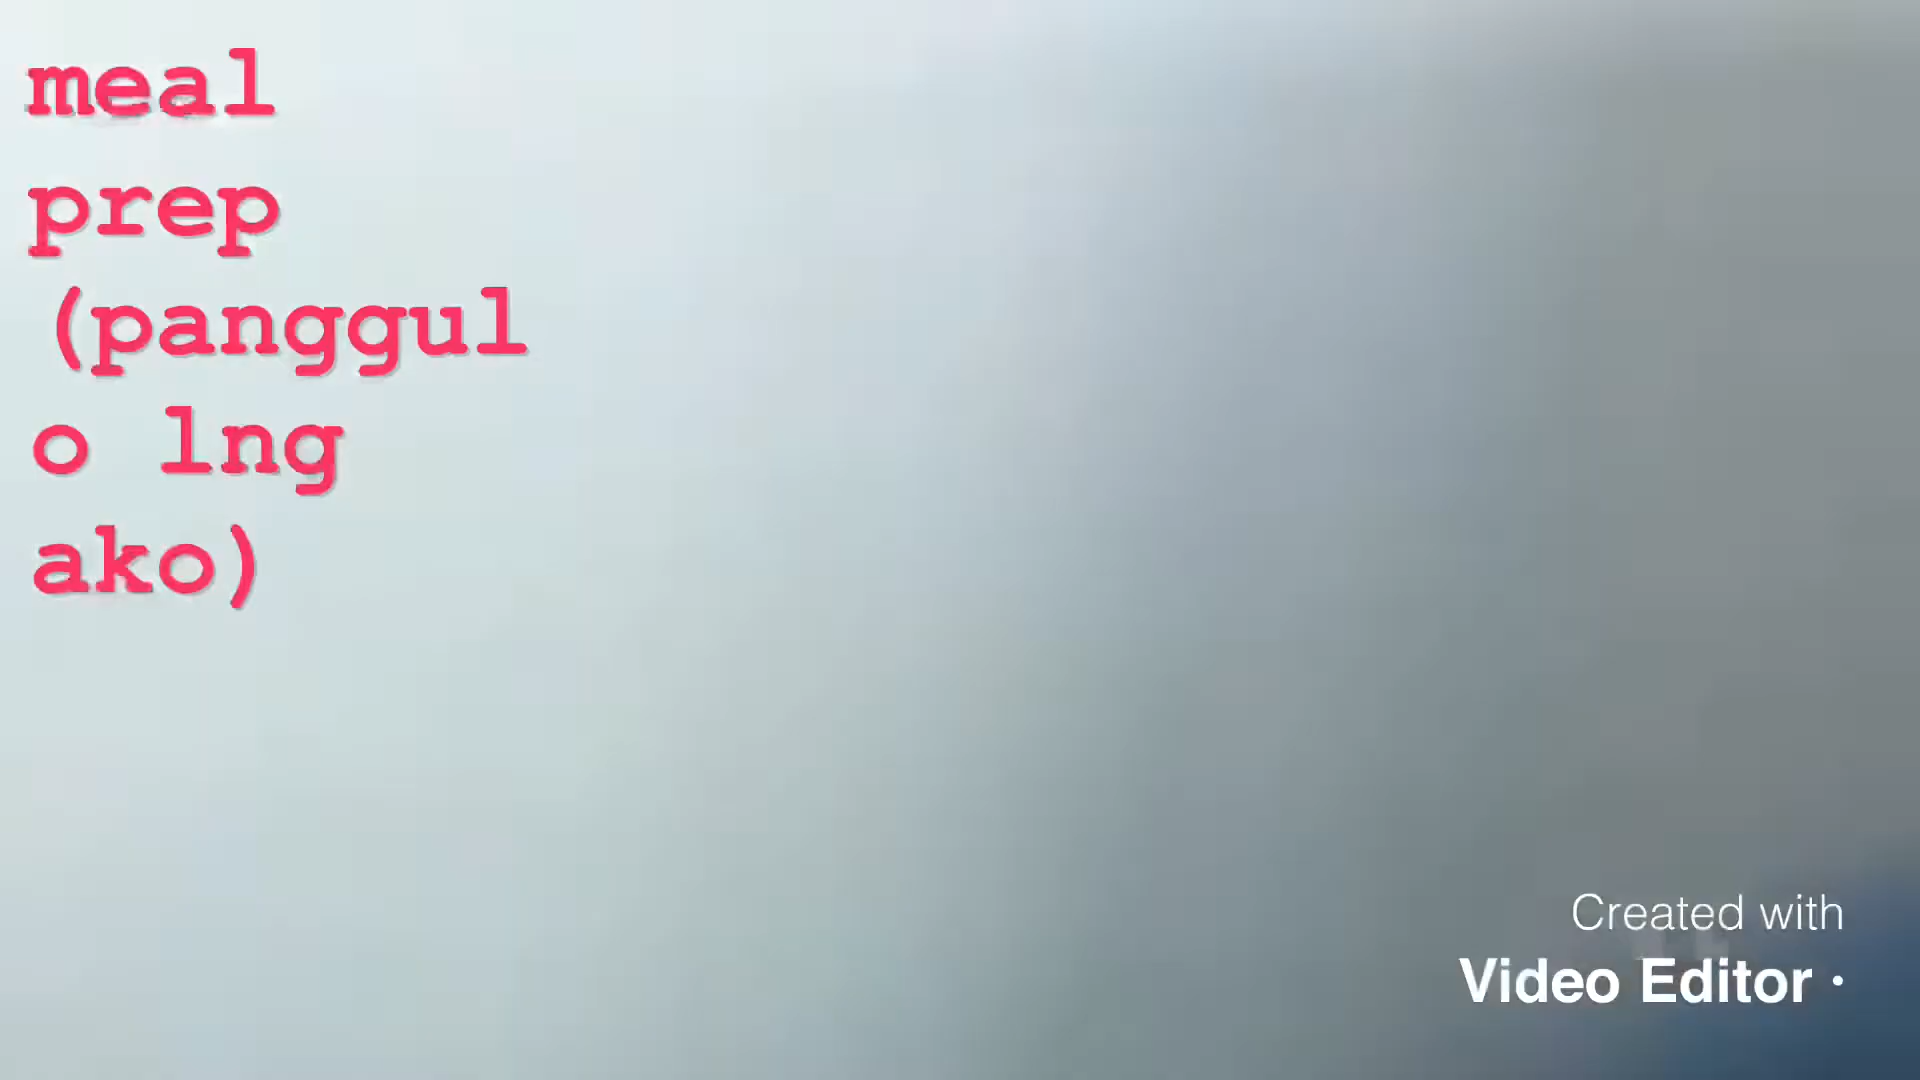 meal
prep
(panggul
o lng
ako)
Created with
Video Editor ·